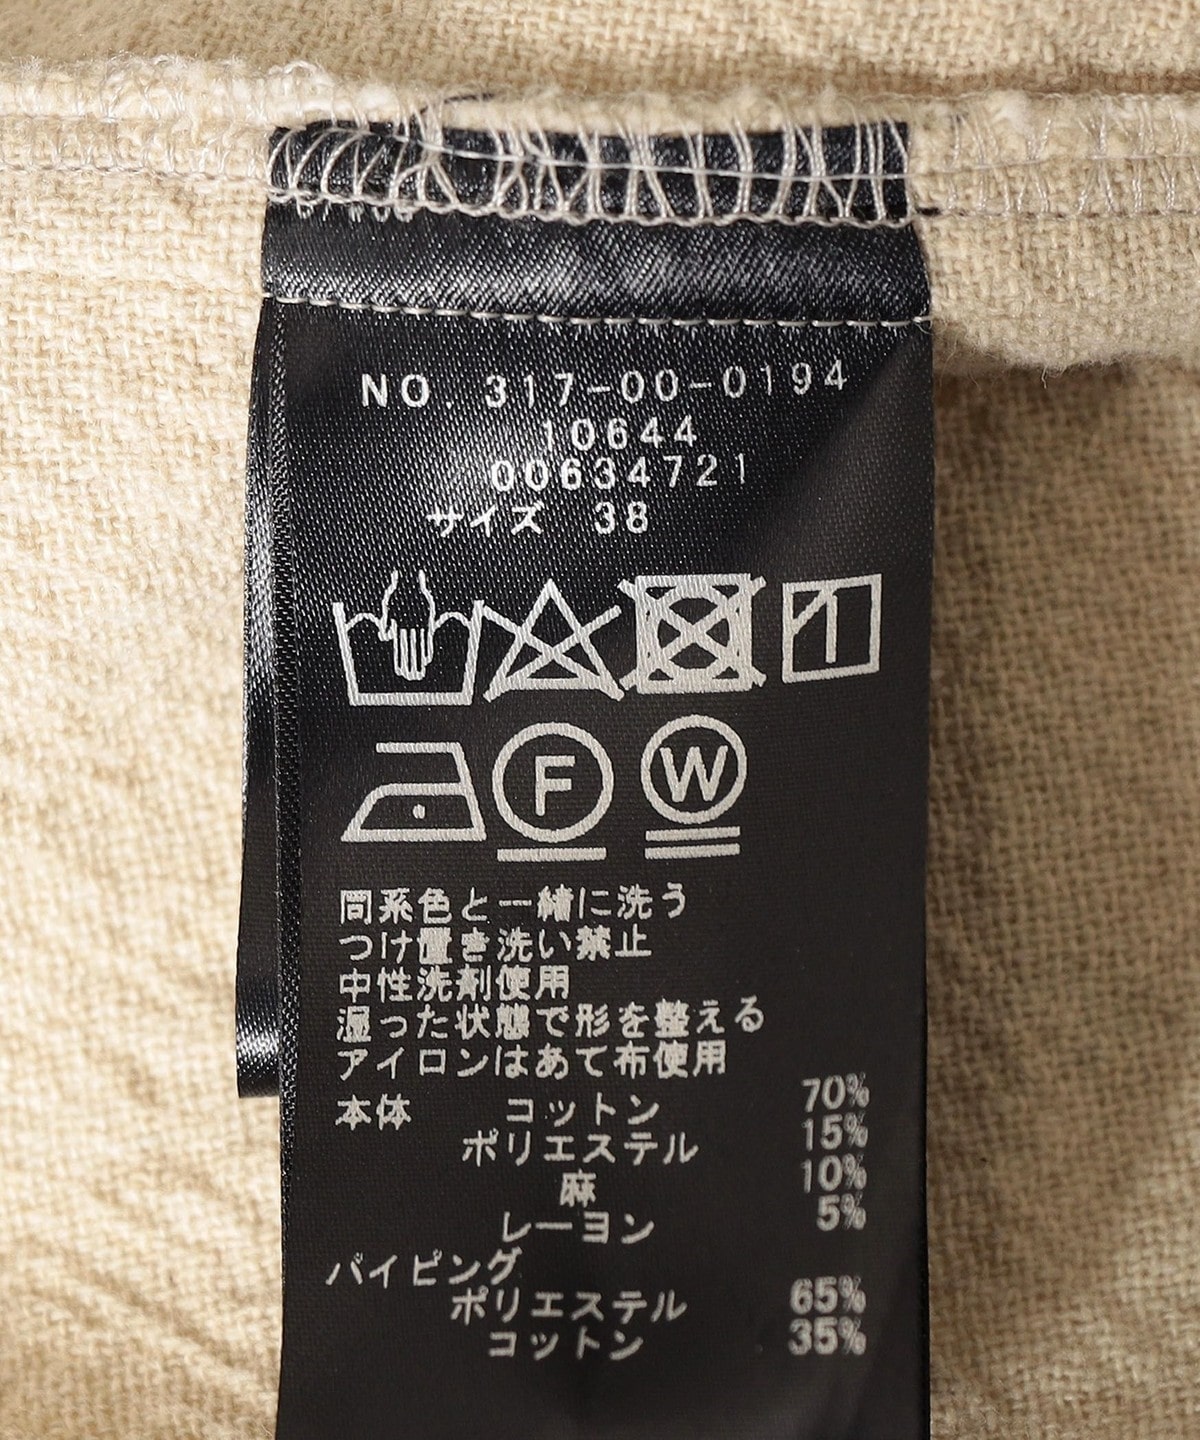 NO. 317-00-0194
10644
00634721
サイズ 38
F W
同系色と一緒に洗う
つけ置き洗い禁止
中性洗剤使用
湿った状態で形を整える
アイロンはあて布使用
本体 コットン 70%
ポリエステル 15%
麻 10%
レーヨン 5%
パイピング
ポリエステル 65%
コットン 35%